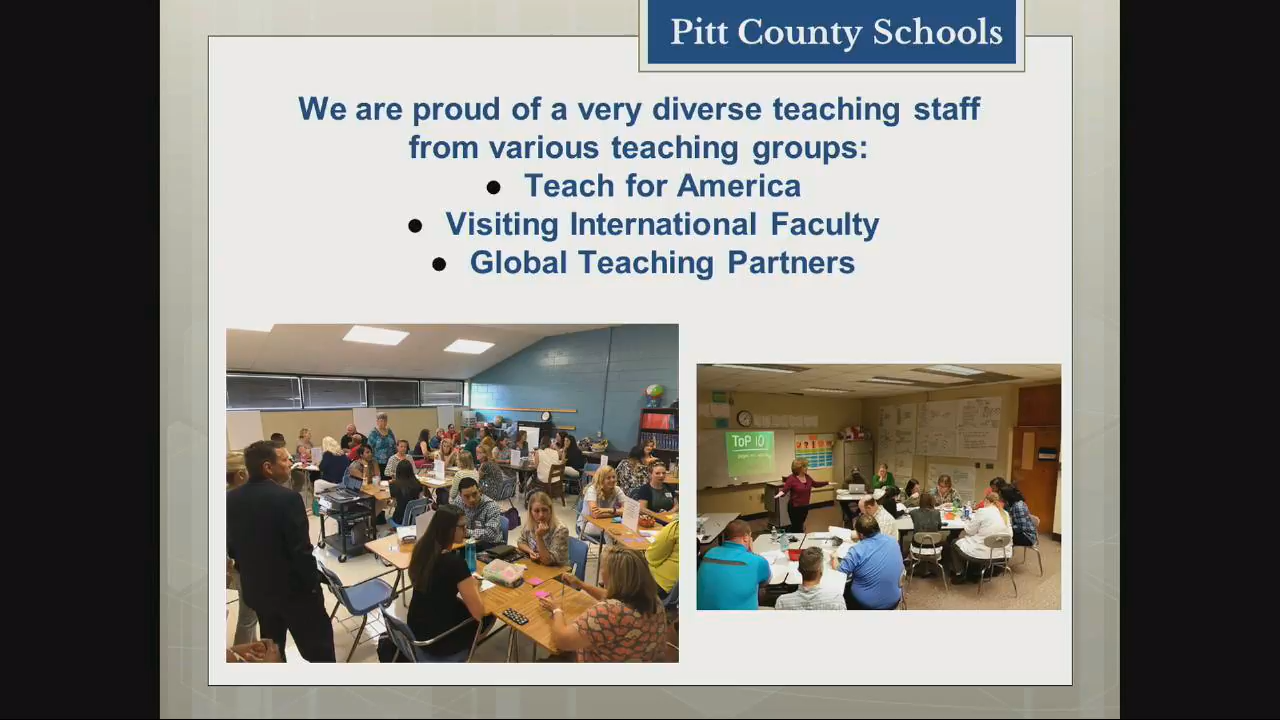 Pitt County Schools
We are proud of a very diverse teaching staff
from various teaching groups:
● Teach for America
● Visiting International Faculty
● Global Teaching Partners
ToP 10